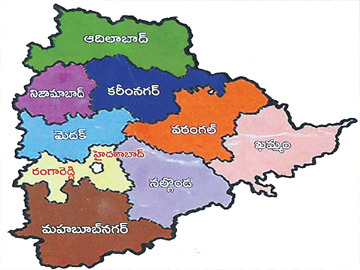 ఆదిలాబాద్
నిజామాబాద్
కరీంనగర్
మెదక్
వరంగల్
ఖమ్మం
హైదరాబాద్
రంగారెడ్డి
నల్గొండ
మహబూబ్‌నగర్